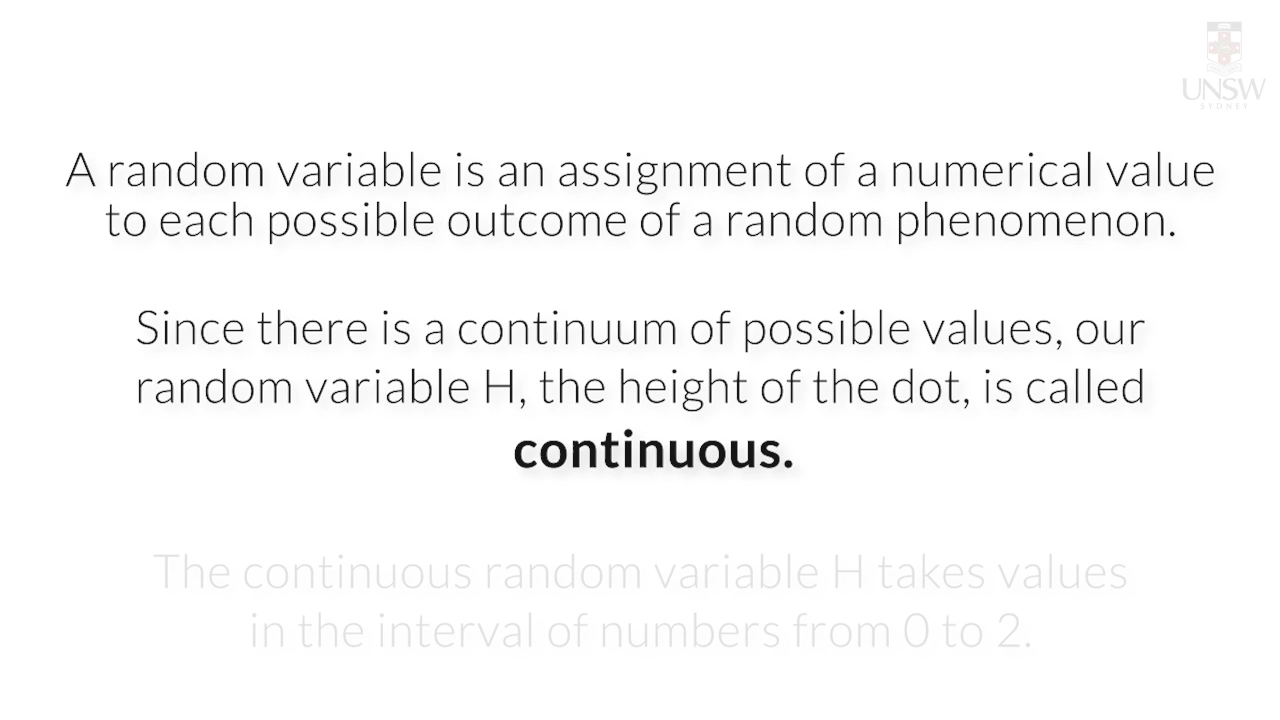 UNSW
SYDNEY
A random variable is an assignment of a numerical value
to each possible outcome of a random phenomenon.
Since there is a continuum of possible values, our
random variable H, the height of the dot, is called
continuous.
The continuous random variable H takes values
in the interval of numbers from 0 to 2.